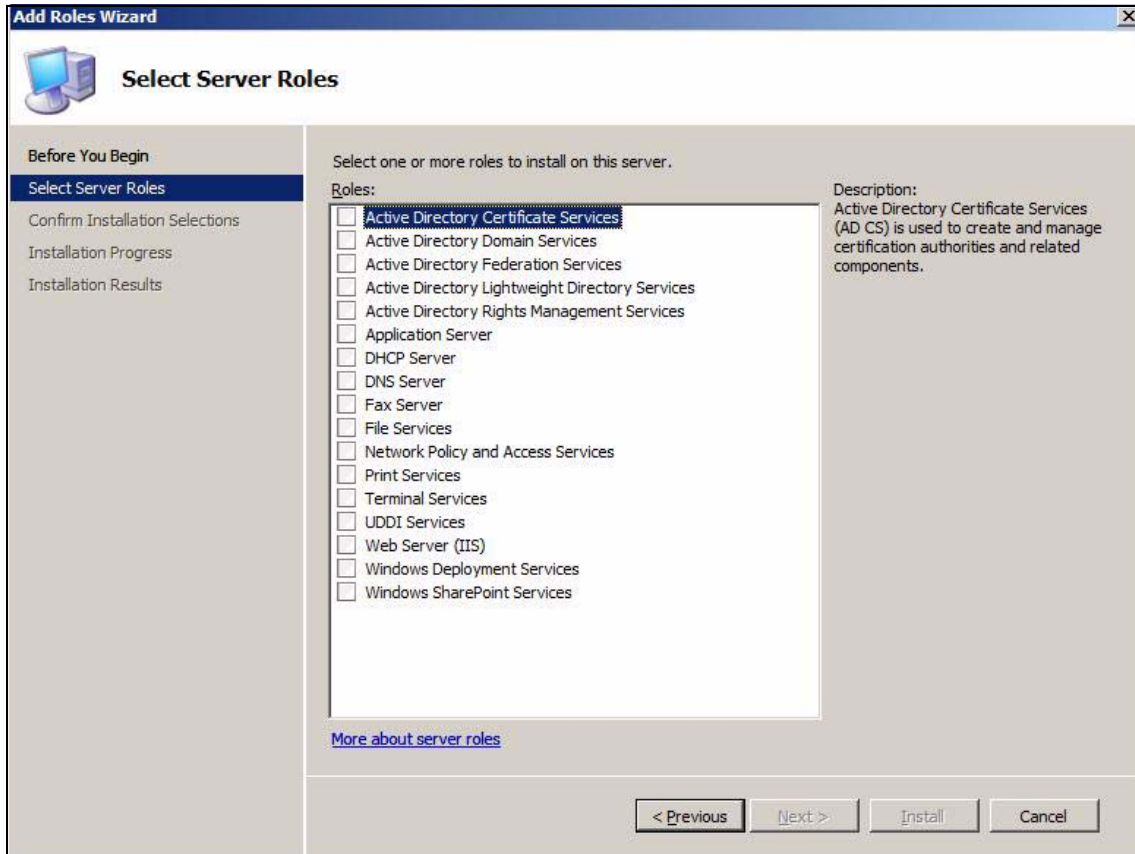 Add Roles Wizard
Select Server Roles
Before You Begin
Select Server Roles
Confirm Installation Selections
Installation Progress
Installation Results
Select one or more roles to install on this server.
Roles:
Active Directory Certificate Services
Active Directory Domain Services
Active Directory Federation Services
Active Directory Lightweight Directory Services
Active Directory Rights Management Services
Application Server
DHCP Server
DNS Server
Fax Server
File Services
Network Policy and Access Services
Print Services
Terminal Services
UDDI Services
Web Server (IIS)
Windows Deployment Services
Windows SharePoint Services
More about server roles
Description:
Active Directory Certificate Services
(AD CS) is used to create and manage
certification authorities and related
components.
< Previous
Next >
Install
Cancel